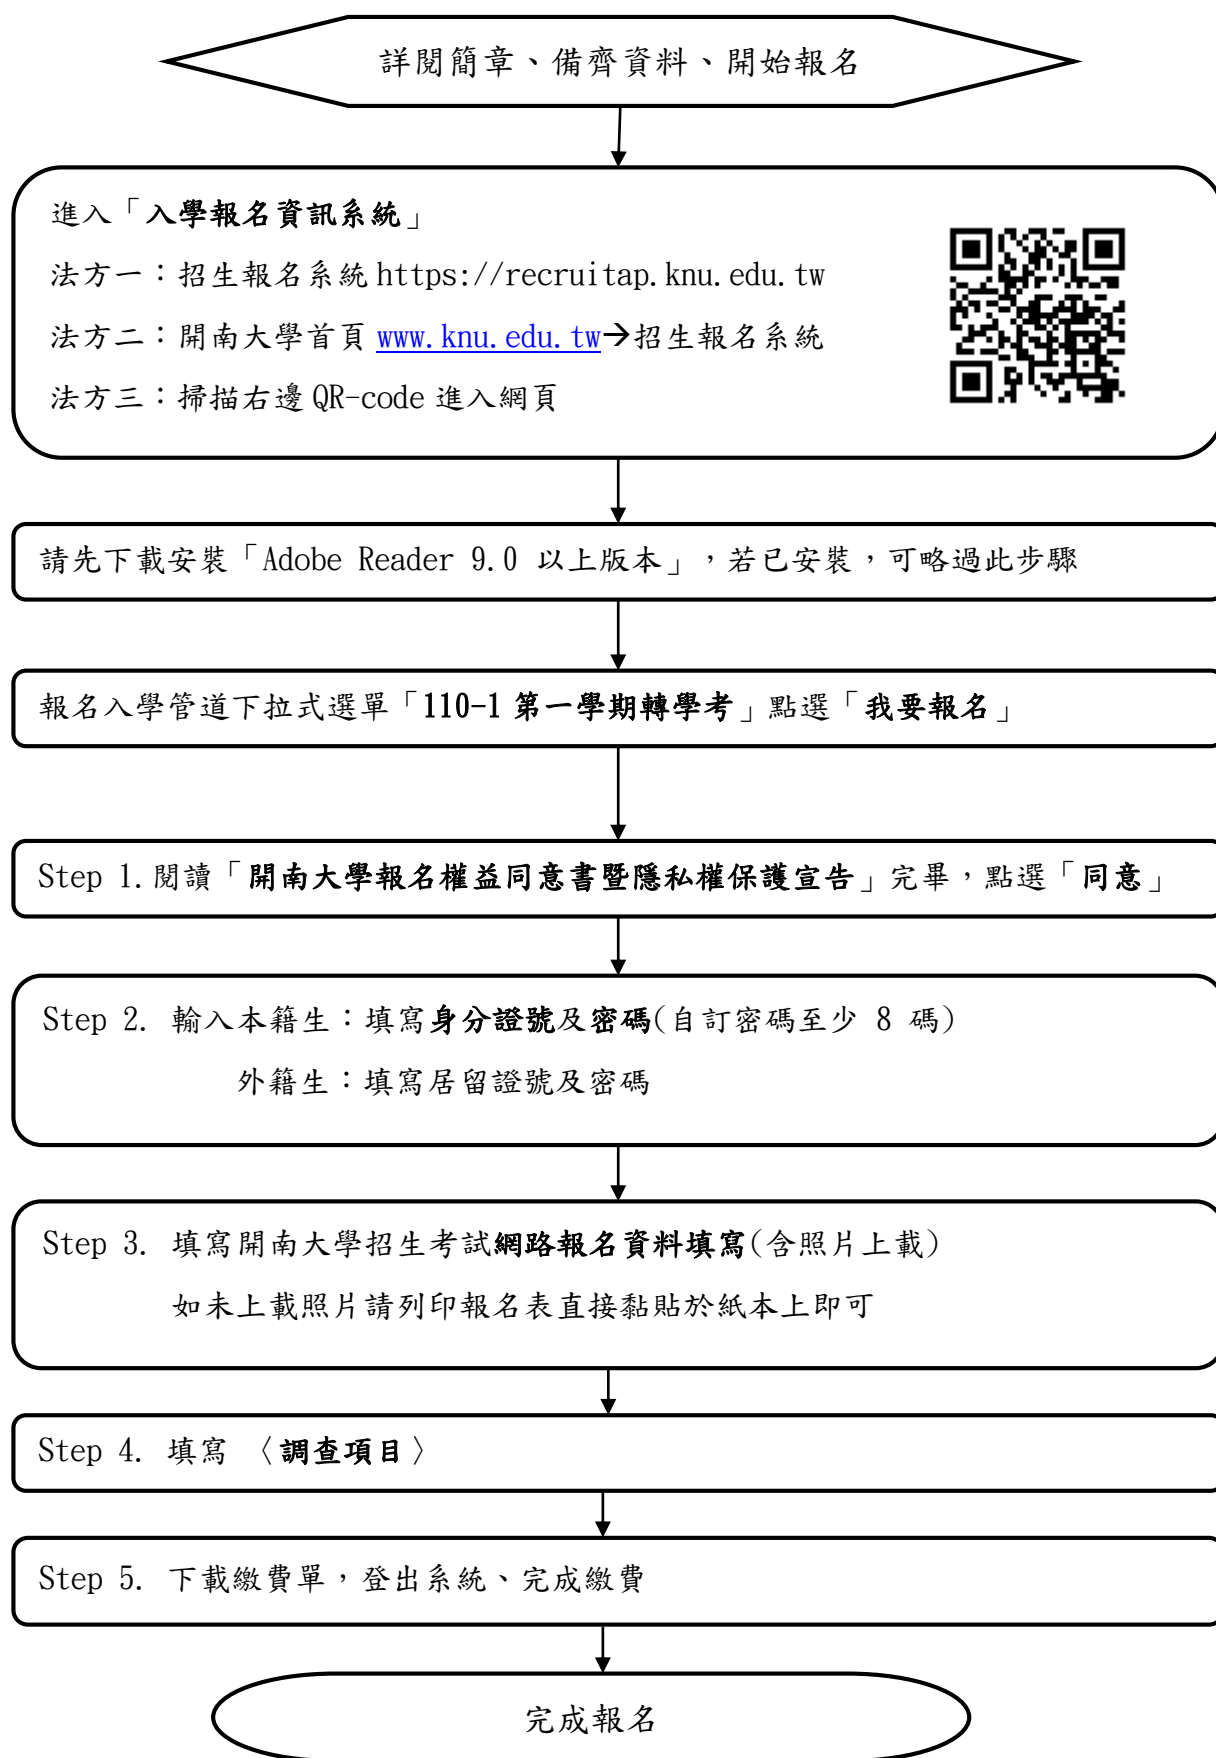 詳閱簡章、備齊資料、開始報名
進入「入學報名資訊系統」
法方一：招生報名系統 https://recruitap.knu.edu.tw
法方二：開南大學首頁 www.knu.edu.tw→招生報名系統
法方三：掃描右邊 QR-code 進入網頁
請先下載安裝「Adobe Reader 9.0 以上版本」，若已安裝，可略過此步驟
報名入學管道下拉式選單「110-1 第一學期轉學考」點選「我要報名」
Step 1.閱讀「開南大學報名權益同意書暨隱私權保護宣告」完畢，點選「同意」
Step 2. 輸入本籍生：填寫身分證號及密碼(自訂密碼至少 8 碼)
外籍生：填寫居留證號及密碼
Step 3. 填寫開南大學招生考試網路報名資料填寫(含照片上載)
如未上載照片請列印報名表直接黏貼於紙本上即可
Step 4. 填寫 〈調查項目〉
Step 5. 下載繳費單，登出系統、完成繳費
完成報名